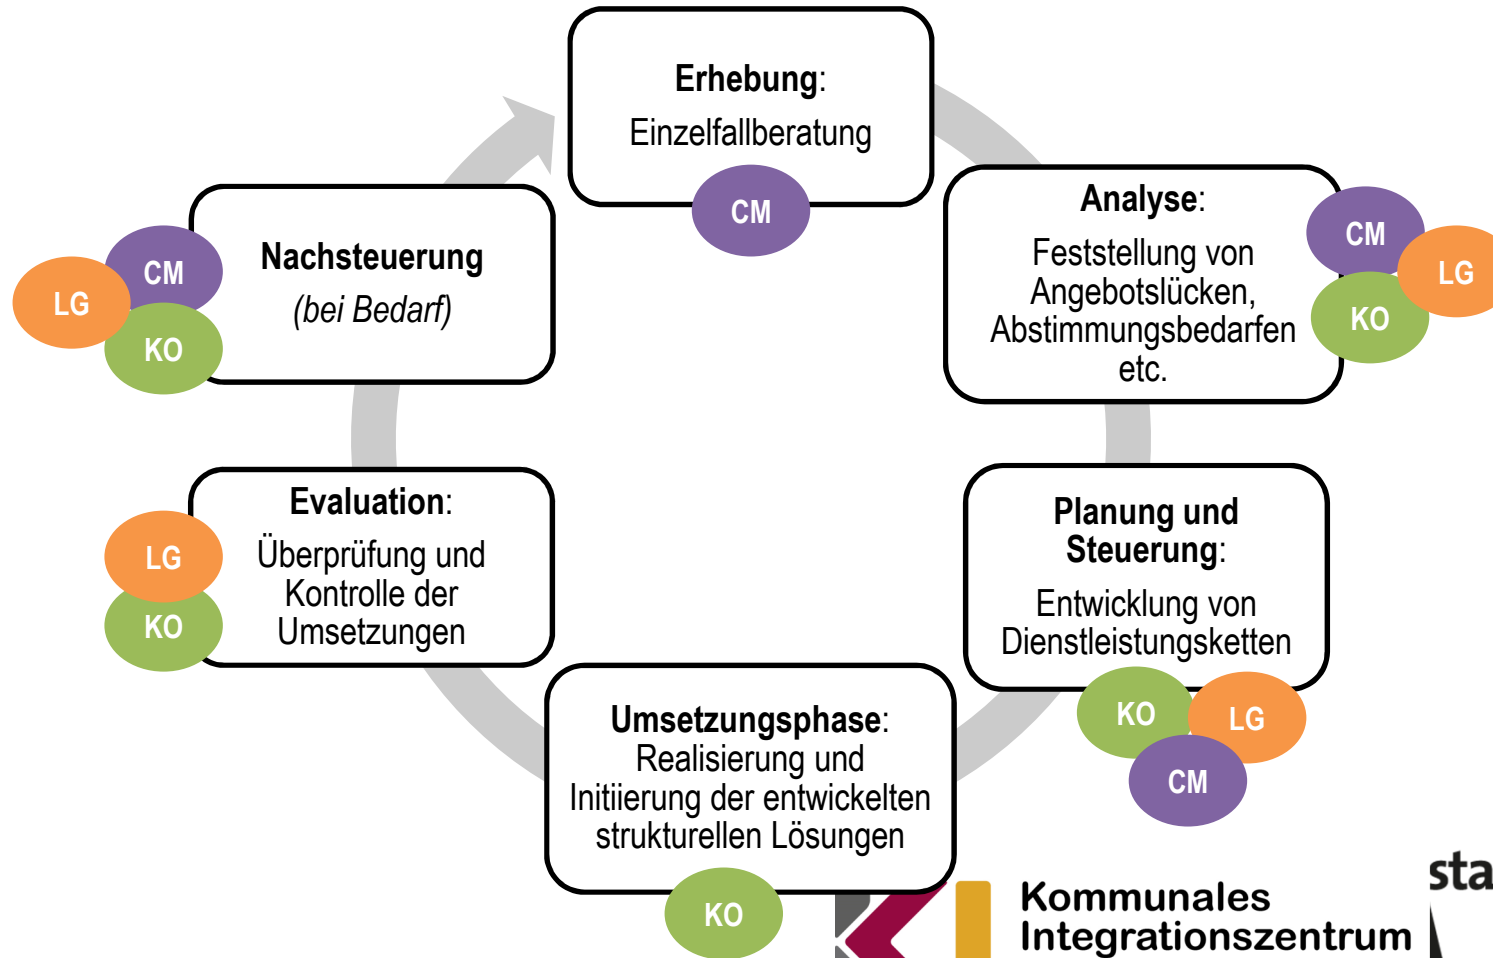 Erhebung:
Einzelfallberatung
CM
Analyse:
Feststellung von
Angebotslücken,
Abstimmungsbedarfen
etc.
CM
LG
KO
Planung und
Steuerung:
Entwicklung von
Dienstleistungsketten
KO
LG
CM
Umsetzungsphase:
Realisierung und
Initiierung der entwickelten
strukturellen Lösungen
KO
Evaluation:
Überprüfung und
Kontrolle der
Umsetzungen
LG
KO
Nachsteuerung
(bei Bedarf)
CM
LG
KO
Kommunales
Integrationszentrum
sta